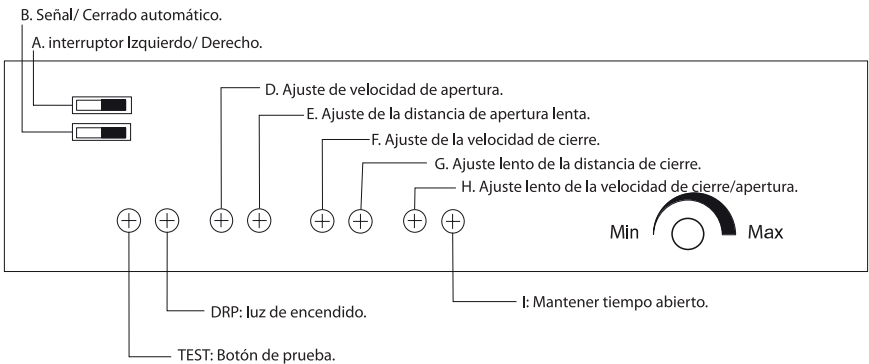 B. Señal/ Cerrado automático.
A. interruptor Izquierdo/ Derecho.
D. Ajuste de velocidad de apertura.
E. Ajuste de la distancia de apertura lenta.
F. Ajuste de la velocidad de cierre.
G. Ajuste lento de la distancia de cierre.
H. Ajuste lento de la velocidad de cierre/apertura.
Min Max
I: Mantener tiempo abierto.
DRP: luz de encendido.
TEST: Botón de prueba.